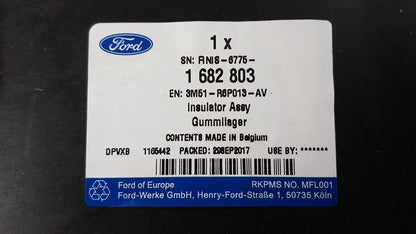 Ford
1 x
SN: FINIS-6775-
1 682 803
EN: 3M51-R6P013-AV
Insulator Assy
Gummilager
CONTENTS MADE IN Belgium
DPVXB 1165442 PACKED: 29SEP2017 USE BY: *******
Ford of Europe RKPMS NO. MFL001
Ford-Werke GmbH, Henry-Ford-Straße 1, 50735 Köln